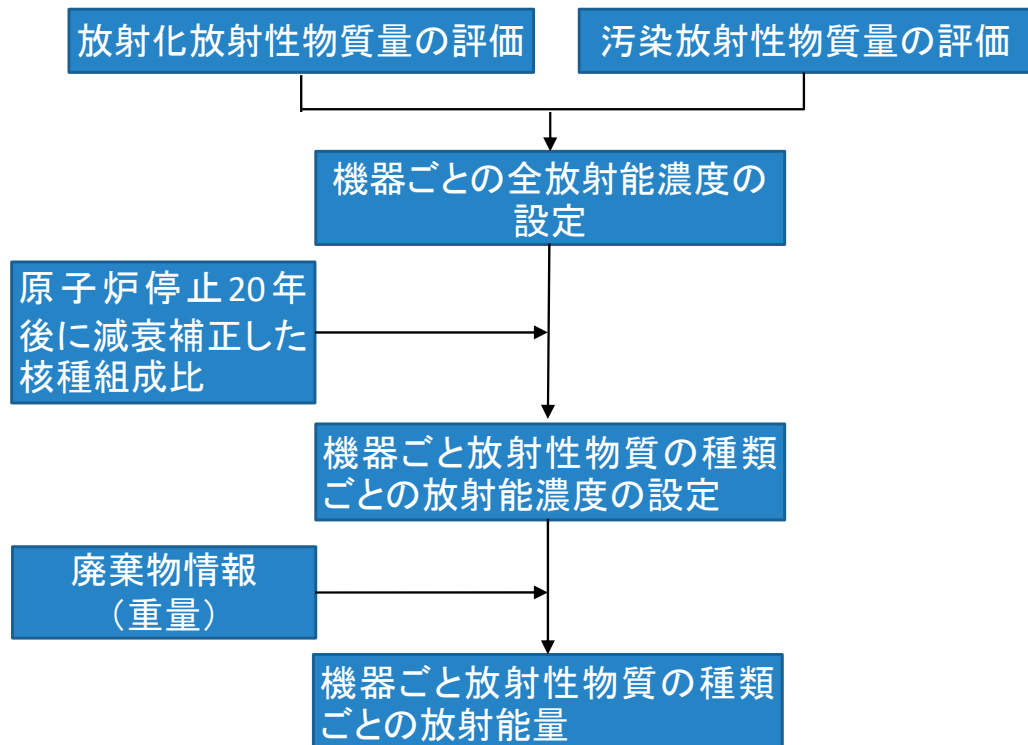 放射化放射性物質量の評価
汚染放射性物質量の評価
機器ごとの全放射能濃度の
設定
原子炉停止20年
後に減衰補正した
核種組成比
機器ごと放射性物質の種類
ごとの放射能濃度の設定
廃棄物情報
（重量）
機器ごと放射性物質の種類
ごとの放射能量